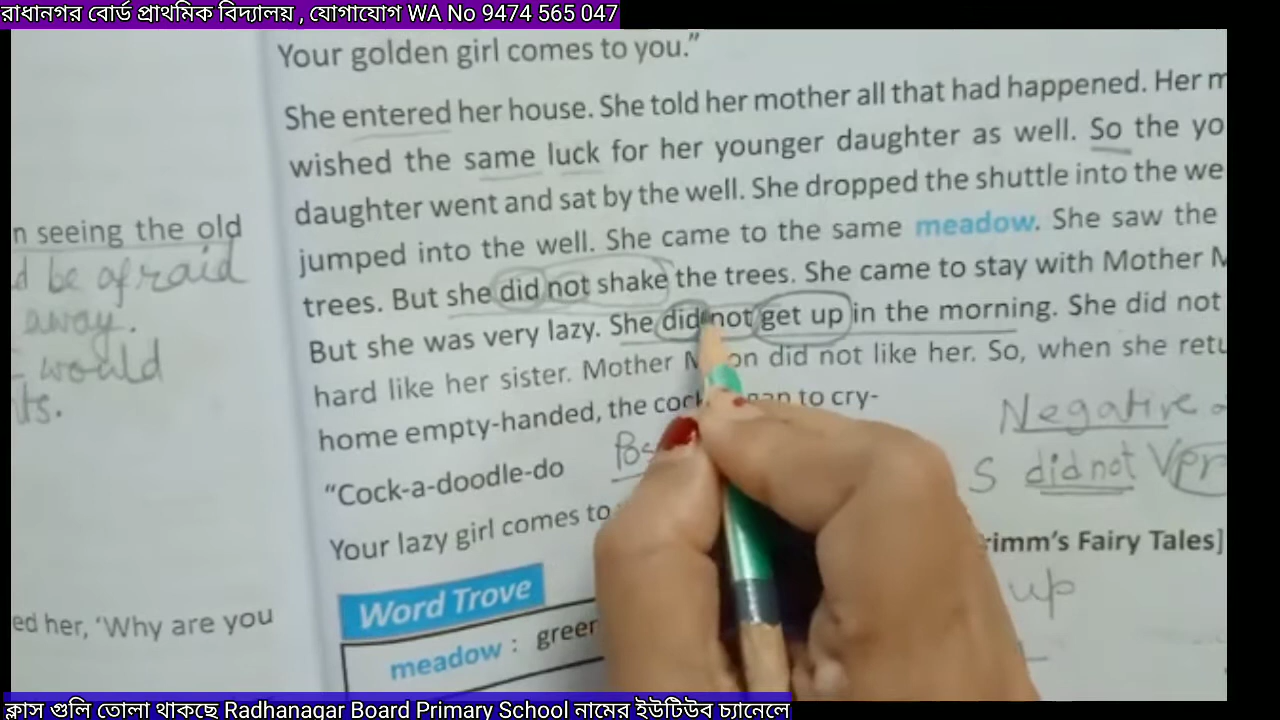 রাধানগর বোর্ড প্রাথমিক বিদ্যালয় , যোগাযোগ WA No 9474 565 047
Your golden girl comes to you.”
She entered her house. She told her mother all that had happened. Her
wished the same luck for her younger daughter as well. So the yo
daughter went and sat by the well. She dropped the shuttle into the we
jumped into the well. She came to the same meadow. She saw the
trees. But she did not shake the trees. She came to stay with Mother M
But she was very lazy. She did not get up in the morning. She did not
hard like her sister. Mother did not like her. So, when she retu
home empty-handed, the to cry-
“Cock-a-doodle-do
Your lazy girl comes to
n seeing the old
d be afraid
away.
would
ts.
ed her, ‘Why are you
Negative
S did not V
rimm’s Fairy Tales]
up
Word Trove
meadow : green
ক্লাস গুলি তোলা থাকছে Radhanagar Board Primary School নামের ইউটিউব চ্যানেলে